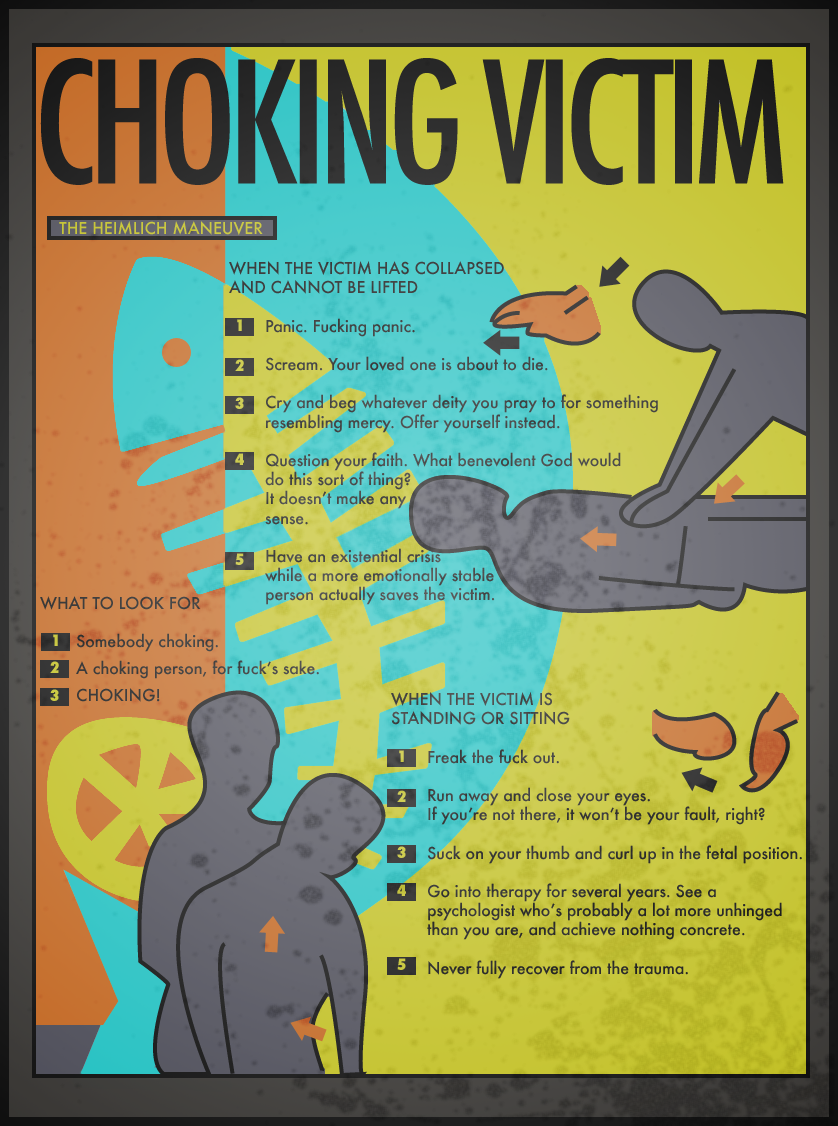 CHOKING VICTIM
THE HEIMLICH MANEUVER
WHEN THE VICTIM HAS COLLAPSED
AND CANNOT BE LIFTED
1 Panic. Fucking panic.
2 Scream. Your loved one is about to die.
3 Cry and beg whatever deity you pray to for something
resembling mercy. Offer yourself instead.
4 Question your faith. What benevolent God would
do this sort of thing?
It doesn't make any
sense.
5 Have an existential crisis
while a more emotionally stable
person actually saves the victim.
WHAT TO LOOK FOR
1 Somebody choking.
2 A choking person, for fuck's sake.
3 CHOKING!
WHEN THE VICTIM IS
STANDING OR SITTING
1 Freak the fuck out.
2 Run away and close your eyes.
If you're not there, it won't be your fault, right?
3 Suck on your thumb and curl up in the fetal position.
4 Go into therapy for several years. See a
psychologist who's probably a lot more unhinged
than you are, and achieve nothing concrete.
5 Never fully recover from the trauma.